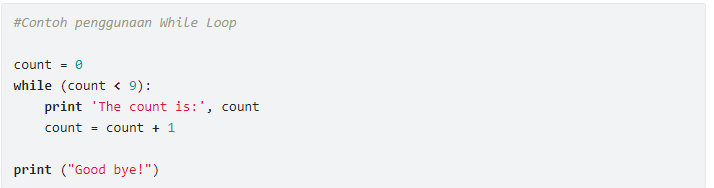 #Contoh penggunaan While Loop
count = 0
while (count < 9):
    print 'The count is:', count
    count = count + 1
print ("Good bye!")